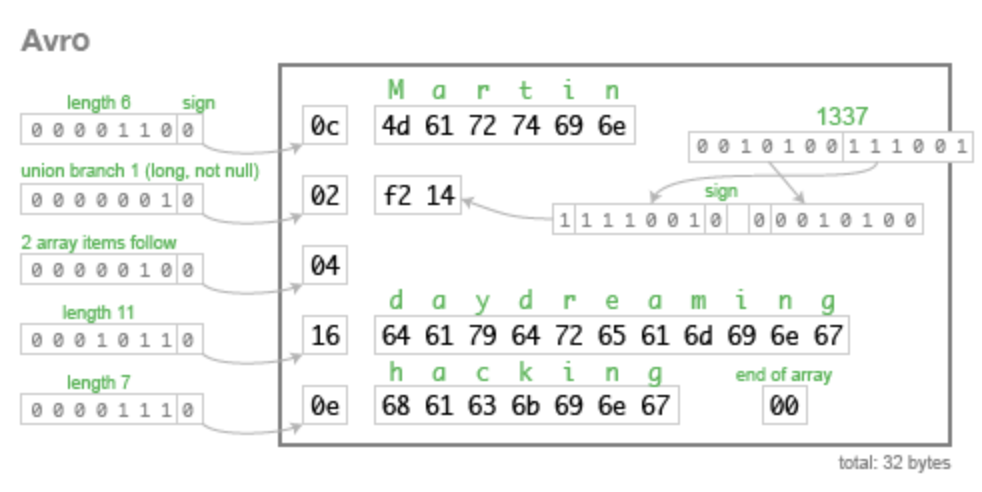 Avro
length 6 sign
0 0 0 0 1 1 0 0
0c
M a r t i n
4d 61 72 74 69 6e
1337
0 0 1 0 1 0 0 1 1 1 0 0 1
union branch 1 (long, not null)
0 0 0 0 0 0 1 0
02
f2 14
sign
1 1 1 1 0 0 1 0 0 0 0 1 0 1 0 0
2 array items follow
0 0 0 0 0 1 0 0
04
length 11
0 0 0 1 0 1 1 0
16
d a y d r e a m i n g
64 61 79 64 72 65 61 6d 69 6e 67
length 7
0 0 0 0 1 1 1 0
0e
h a c k i n g
68 61 63 6b 69 6e 67
end of array
00
total: 32 bytes